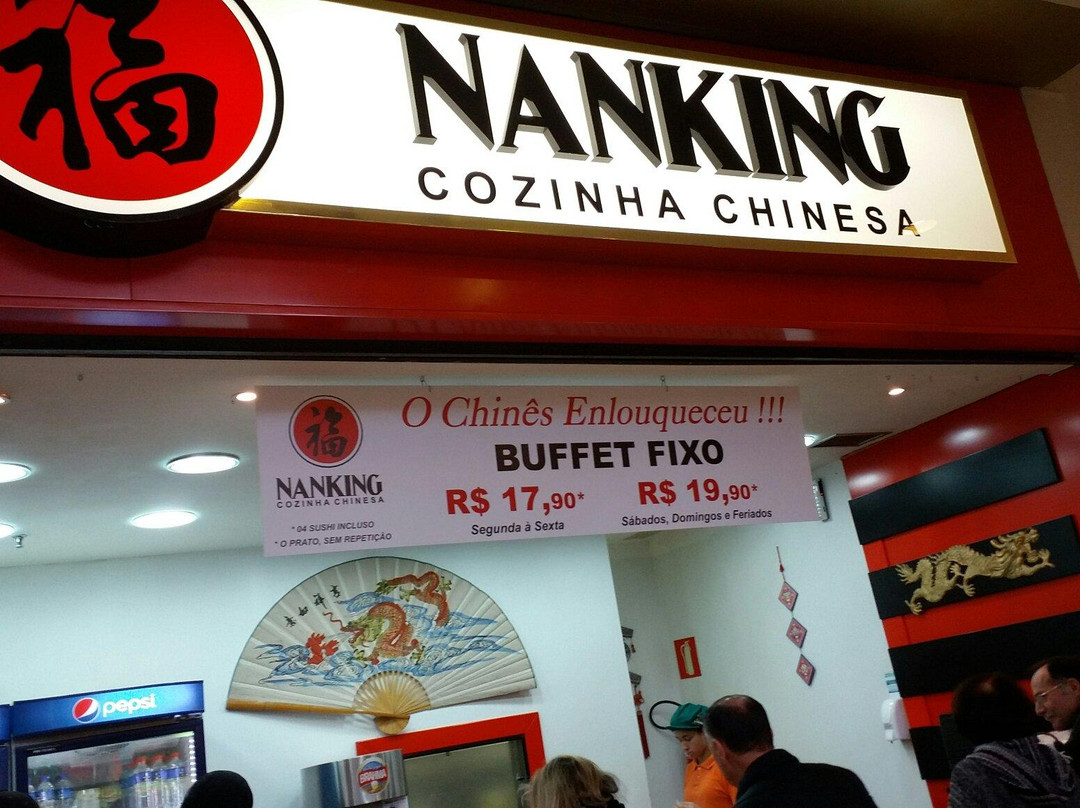 福
NANKING
COZINHA CHINESA
O Chinês Enlouqueceu !!!
BUFFET FIXO
R$ 17,90*
Segunda à Sexta
R$ 19,90*
Sábados, Domingos e Feriados
福
NANKING
COZINHA CHINESA
* 04 SUSHI INCLUSO
* O PRATO, SEM REPETIÇÃO
pepsi
BRAHMA